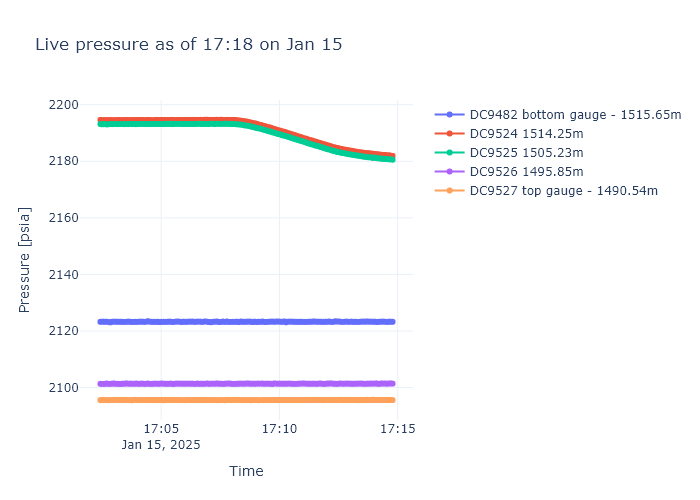 Live pressure as of 17:18 on Jan 15
DC9482 bottom gauge - 1515.65m
DC9524 1514.25m
DC9525 1505.23m
DC9526 1495.85m
DC9527 top gauge - 1490.54m
Pressure [psia]
2200
2180
2160
2140
2120
2100
17:05
Jan 15, 2025
17:10
17:15
Time